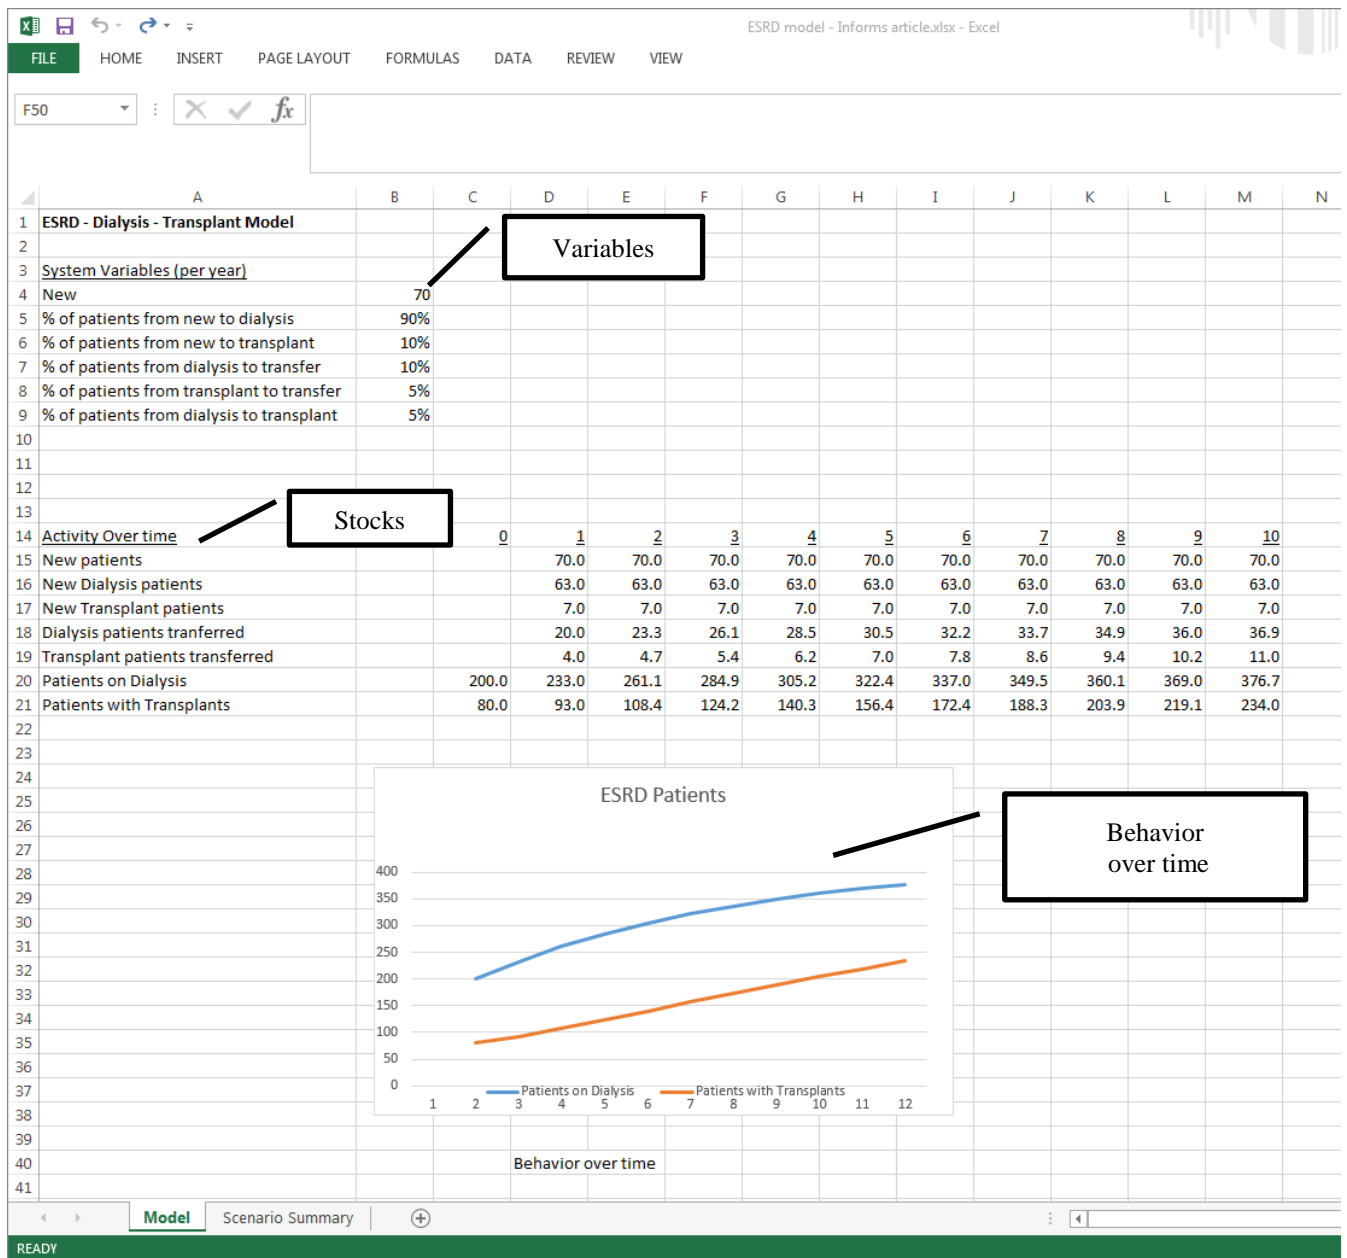 ESRD model - Informs article.xlsx - Excel
FILE HOME INSERT PAGE LAYOUT FORMULAS DATA REVIEW VIEW
F50 fx
A B C D E F G H I J K L M N
1 ESRD - Dialysis - Transplant Model
2
Variables
3 System Variables (per year)
4 New 70
5 % of patients from new to dialysis 90%
6 % of patients from new to transplant 10%
7 % of patients from dialysis to transfer 10%
8 % of patients from transplant to transfer 5%
9 % of patients from dialysis to transplant 5%
10
11
12
13
Stocks
14 Activity Over time 0 1 2 3 4 5 6 7 8 9 10
15 New patients 70.0 70.0 70.0 70.0 70.0 70.0 70.0 70.0 70.0 70.0
16 New Dialysis patients 63.0 63.0 63.0 63.0 63.0 63.0 63.0 63.0 63.0 63.0
17 New Transplant patients 7.0 7.0 7.0 7.0 7.0 7.0 7.0 7.0 7.0 7.0
18 Dialysis patients tranferred 20.0 23.3 26.1 28.5 30.5 32.2 33.7 34.9 36.0 36.9
19 Transplant patients transferred 4.0 4.7 5.4 6.2 7.0 7.8 8.6 9.4 10.2 11.0
20 Patients on Dialysis 200.0 233.0 261.1 284.9 305.2 322.4 337.0 349.5 360.1 369.0 376.7
21 Patients with Transplants 80.0 93.0 108.4 124.2 140.3 156.4 172.4 188.3 203.9 219.1 234.0
22
23
24
25
ESRD Patients
26
Behavior
27
over time
28
400
29
350
30
300
31
250
32
200
33
150
34
100
35
50
36
0
37
Patients on Dialysis Patients with Transplants
1 2 3 4 5 6 7 8 9 10 11 12
38
39
40 Behavior over time
41
Model Scenario Summary
READY